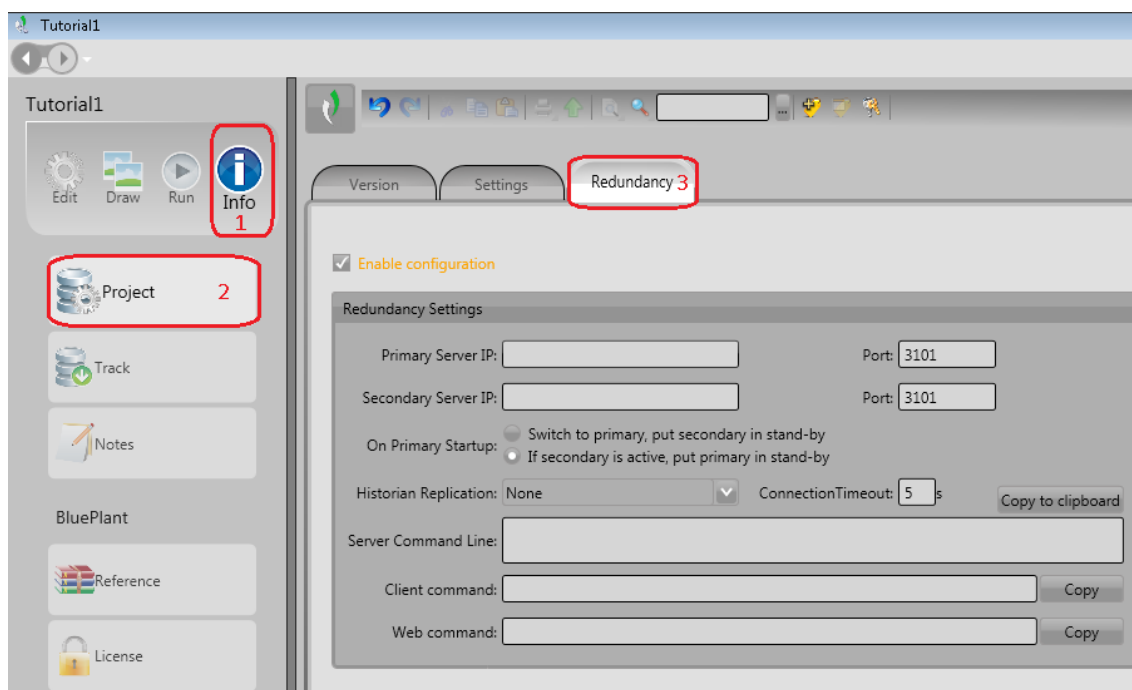 Tutorial1
Tutorial1
Edit Draw Run Info
1
Project 2
Track
Notes
BluePlant
Reference
License
Version Settings Redundancy 3
Enable configuration
Redundancy Settings
Primary Server IP: Port: 3101
Secondary Server IP: Port: 3101
On Primary Startup: Switch to primary, put secondary in stand-by
If secondary is active, put primary in stand-by
Historian Replication: None ConnectionTimeout: 5 s Copy to clipboard
Server Command Line:
Client command: Copy
Web command: Copy